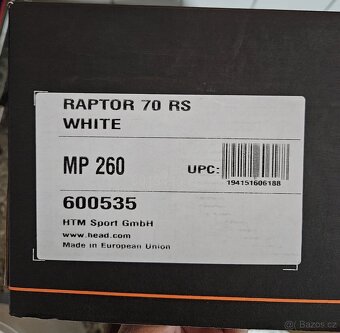 RAPTOR 70 RS
WHITE
MP 260
UPC:
194151606188
600535
HTM Sport GmbH
www.head.com
Made in European Union
Bazos.cz